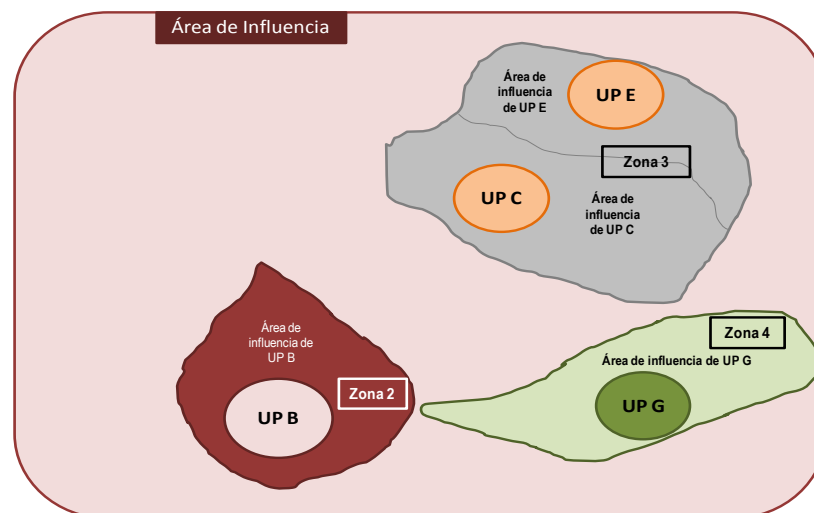 Área de Influencia
Área de
influencia
de UP E
UP E
Zona 3
UP C
Área de
influencia
de UP C
Área de
influencia de
UP B
Zona 2
UP B
Zona 4
Área de influencia de UP G
UP G